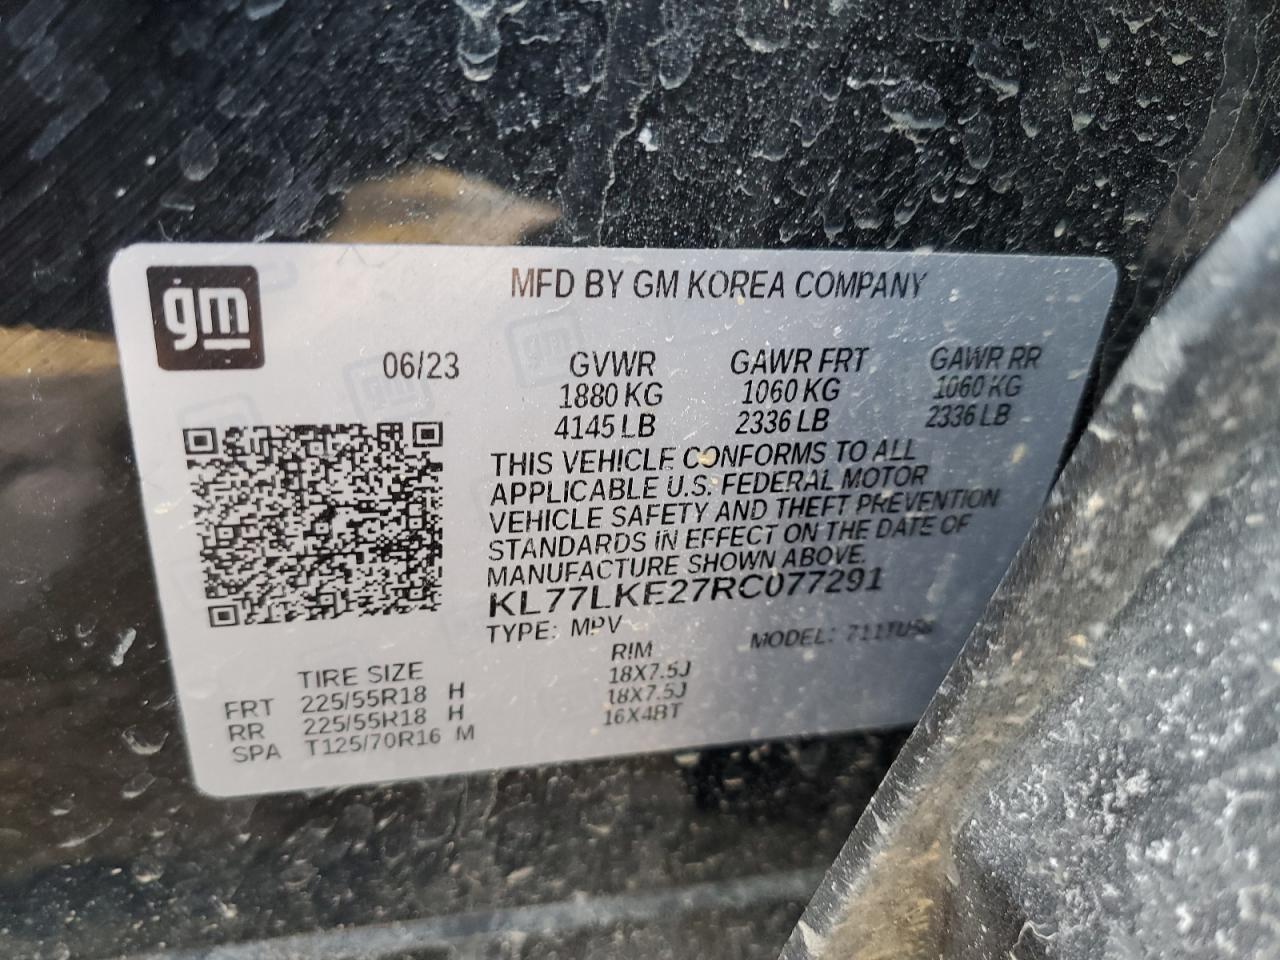 gm
MFD BY GM KOREA COMPANY
06/23 GVWR GAWR FRT GAWR RR
1880 KG 1060 KG 1060 KG
4145 LB 2336 LB 2336 LB
THIS VEHICLE CONFORMS TO ALL
APPLICABLE U.S. FEDERAL MOTOR
VEHICLE SAFETY AND THEFT PREVENTION
STANDARDS IN EFFECT ON THE DATE OF
MANUFACTURE SHOWN ABOVE.
KL77LKE27RC077291
TYPE: MPV MODEL:
TIRE SIZE RIM
FRT 225/55R18 H 18X7.5J
RR 225/55R18 H 18X7.5J
SPA T125/70R16 M 16X4BT